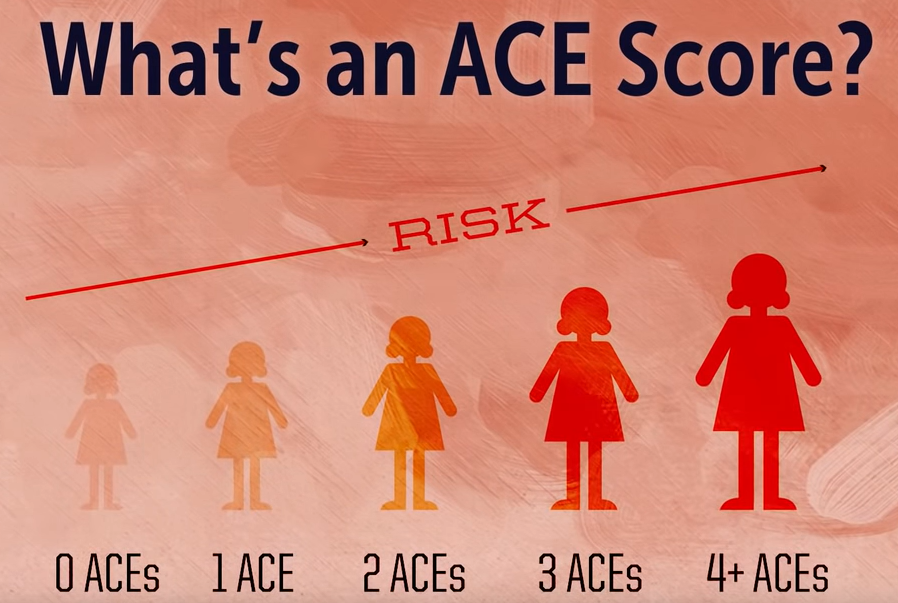 What's an ACE Score?
RISK
0 ACEs
1 ACE
2 ACEs
3 ACEs
4+ ACEs